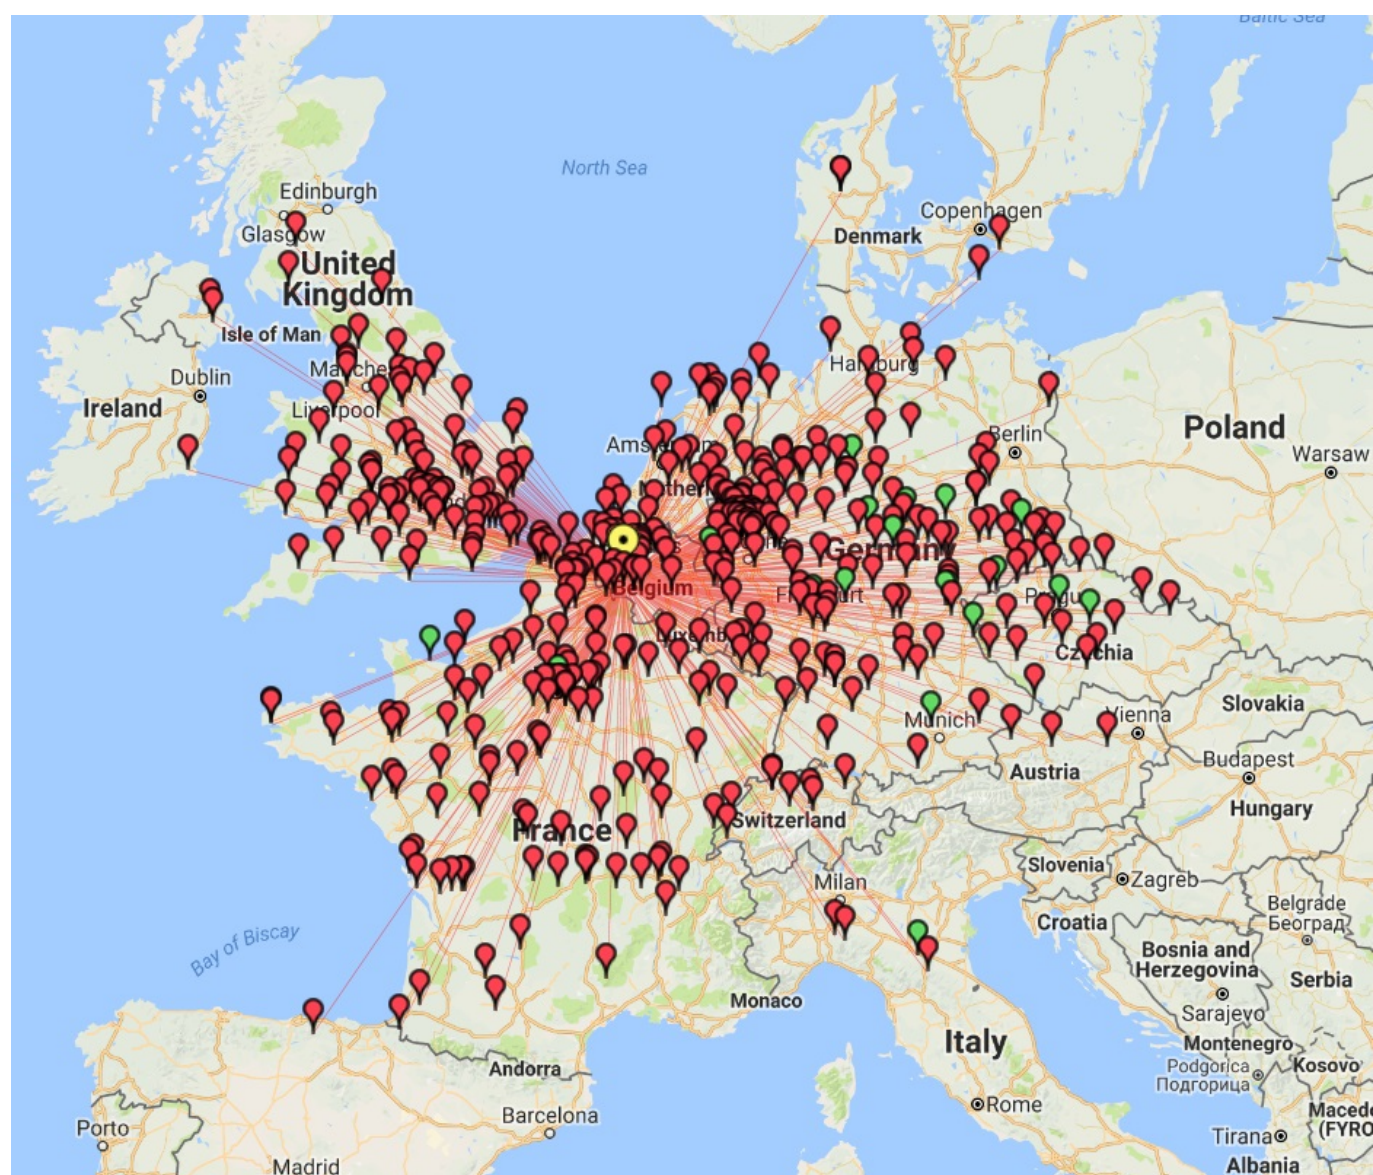 Baltic Sea
North Sea
Edinburgh
Glasgow
United
Kingdom
Copenhagen
Denmark
Isle of Man
Dublin
Ireland
Liverpool
Hamburg
Berlin
Poland
Warsaw
Germany
Belgium
Czechia
Slovakia
Munich
Vienna
Austria
Budapest
Hungary
France
Switzerland
Slovenia
Zagreb
Milan
Croatia
Belgrade
Београд
Bay of Biscay
Bosnia and
Herzegovina
Serbia
Monaco
Sarajevo
Italy
Montenegro
Andorra
Podgorica
Подгорица
Kosovo
Barcelona
Rome
Porto
Macede
(FYRO
Tirana
Madrid
Albania